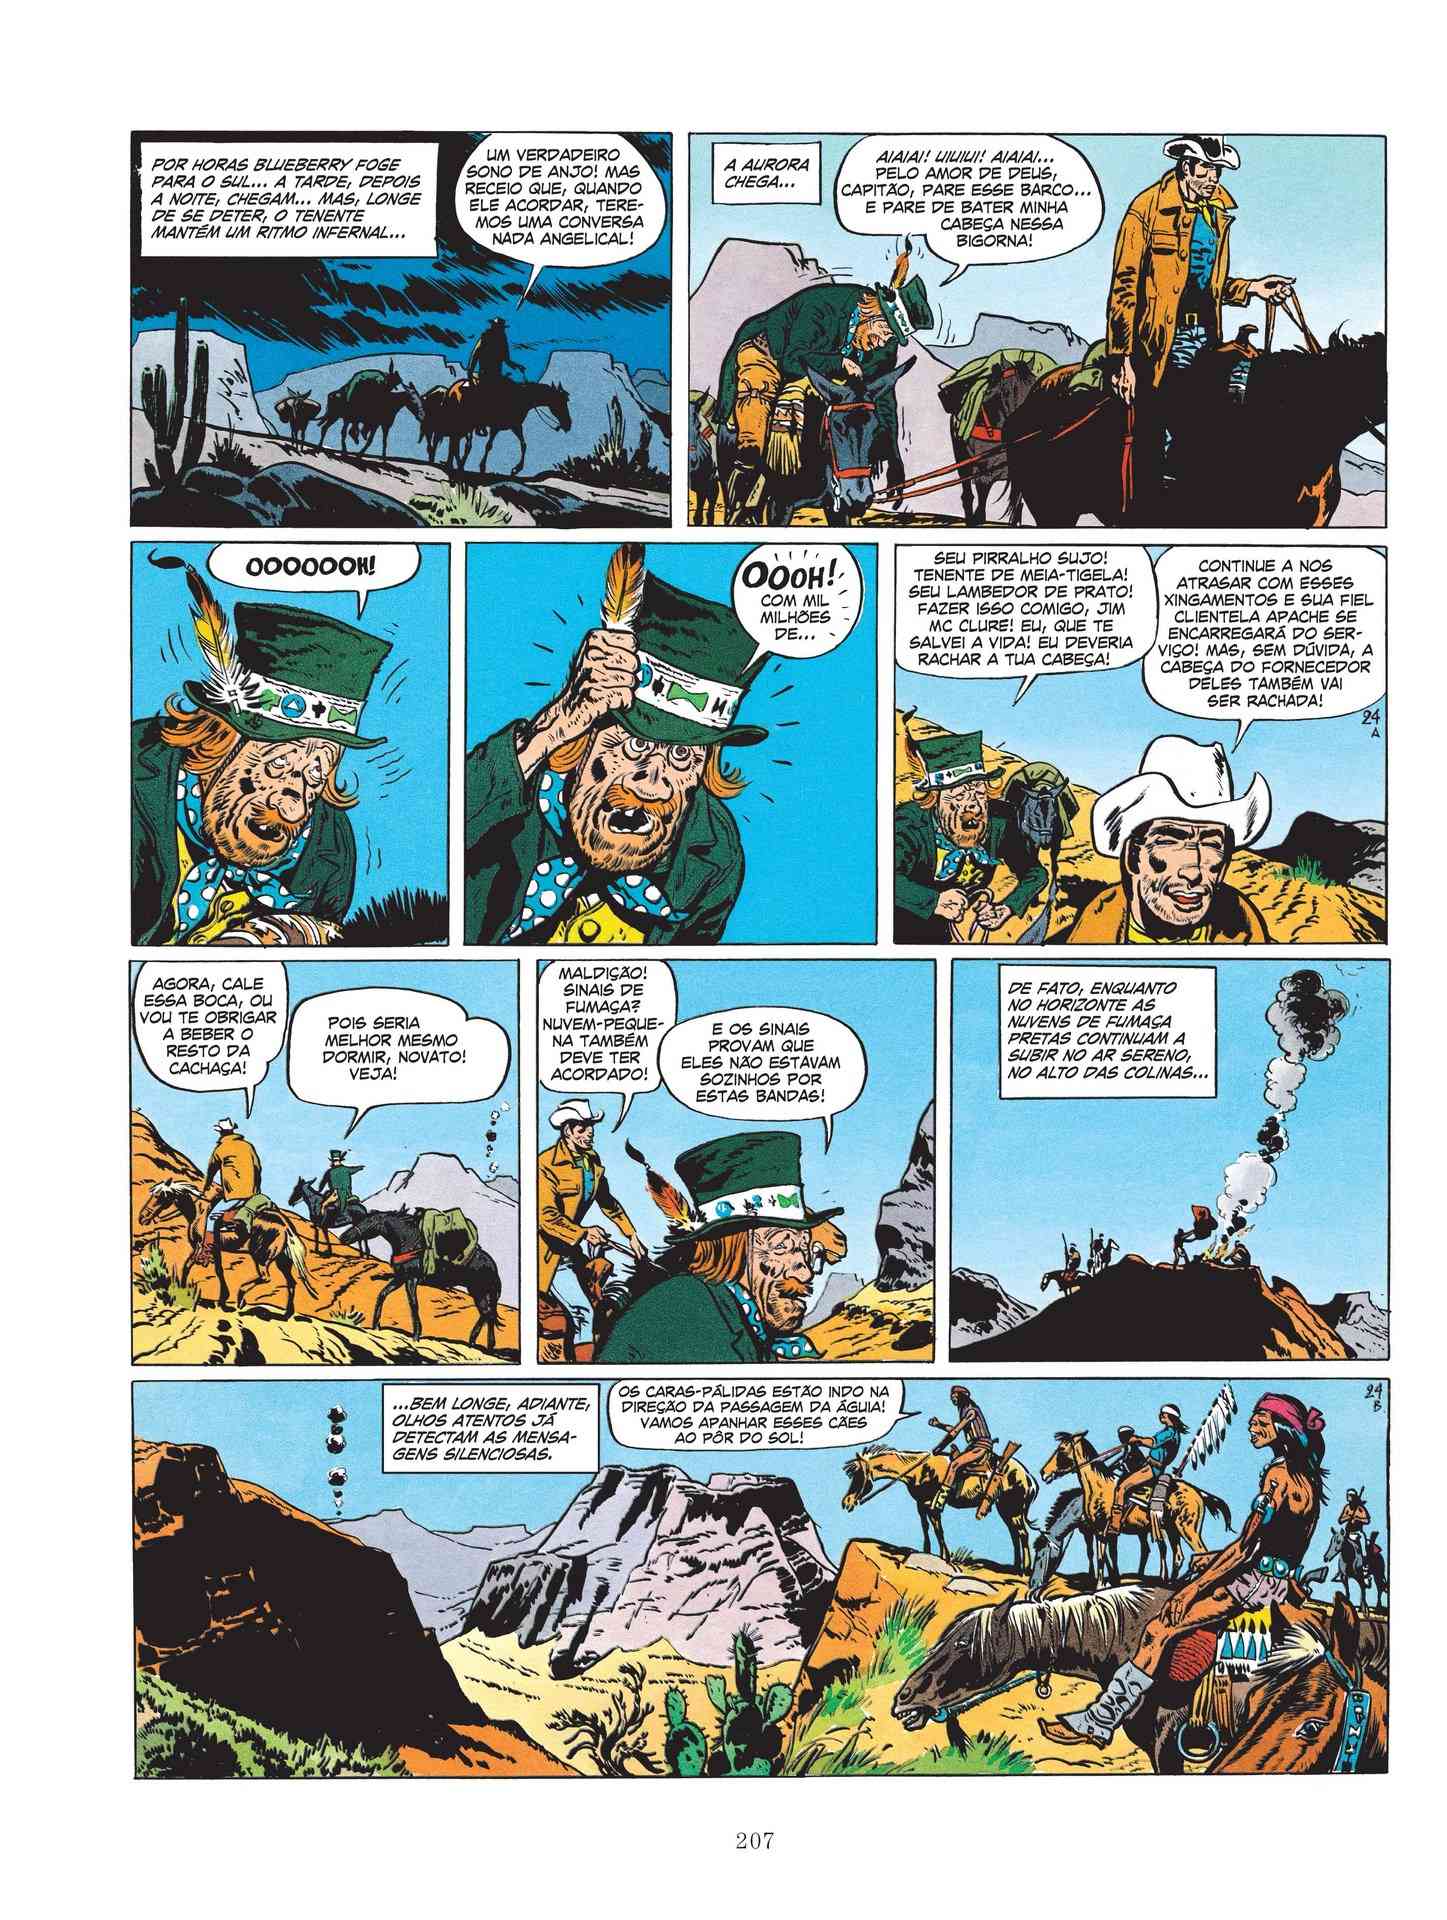 POR HORAS BLUEBERRY FOGE
PARA O SUL... A TARDE, DEPOIS
A NOITE, CHEGAM... MAS, LONGE
DE SE DETER, O TENENTE
MANTÉM UM RITMO INFERNAL...
UM VERDADEIRO
SONO DE ANJO! MAS
RECEIO QUE, QUANDO
ELE ACORDAR, TERE-
MOS UMA CONVERSA
NADA ANGELICAL!
A AURORA
CHEGA...
AIAIAI! UIUIUI! AIAIAI...
PELO AMOR DE DEUS,
CAPITÃO, PARE ESSE BARCO...
E PARE DE BATER MINHA
CABEÇA NESSA
BIGORNA!
OOOOOOH!
OOOH!
COM MIL
MILHÕES
DE...
SEU PIRRALHO SUJO!
TENENTE DE MEIA-TIGELA!
SEU LAMBEDOR DE PRATO!
FAZER ISSO COMIGO, JIM
MC CLURE! EU, QUE TE
SALVEI A VIDA! EU DEVERIA
RACHAR A TUA CABEÇA!
CONTINUE A NOS
ATRASAR COM ESSES
XINGAMENTOS E SUA FIEL
CLIENTELA APACHE SE
ENCARREGARÁ DO SER-
VIÇO! MAS, SEM DÚVIDA, A
CABEÇA DO FORNECEDOR
DELES TAMBÉM VAI
SER RACHADA!
24
A
AGORA, CALE
ESSA BOCA, OU
VOU TE OBRIGAR
A BEBER O
RESTO DA
CACHAÇA!
POIS SERIA
MELHOR MESMO
DORMIR, NOVATO!
VEJA!
MALDIÇÃO!
SINAIS DE
FUMAÇA?
NUVEM-PEQUE-
NA TAMBÉM
DEVE TER
ACORDADO!
E OS SINAIS
PROVAM QUE
ELES NÃO ESTAVAM
SOZINHOS POR
ESTAS BANDAS!
DE FATO, ENQUANTO
NO HORIZONTE AS
NUVENS DE FUMAÇA
PRETAS CONTINUAM A
SUBIR NO AR SERENO,
NO ALTO DAS COLINAS...
...BEM LONGE, ADIANTE,
OLHOS ATENTOS JÁ
DETECTAM AS MENSA-
GENS SILENCIOSAS.
OS CARAS-PÁLIDAS ESTÃO INDO NA
DIREÇÃO DA PASSAGEM DA ÁGUIA!
VAMOS APANHAR ESSES CÃES
AO PÔR DO SOL!
24
B
207